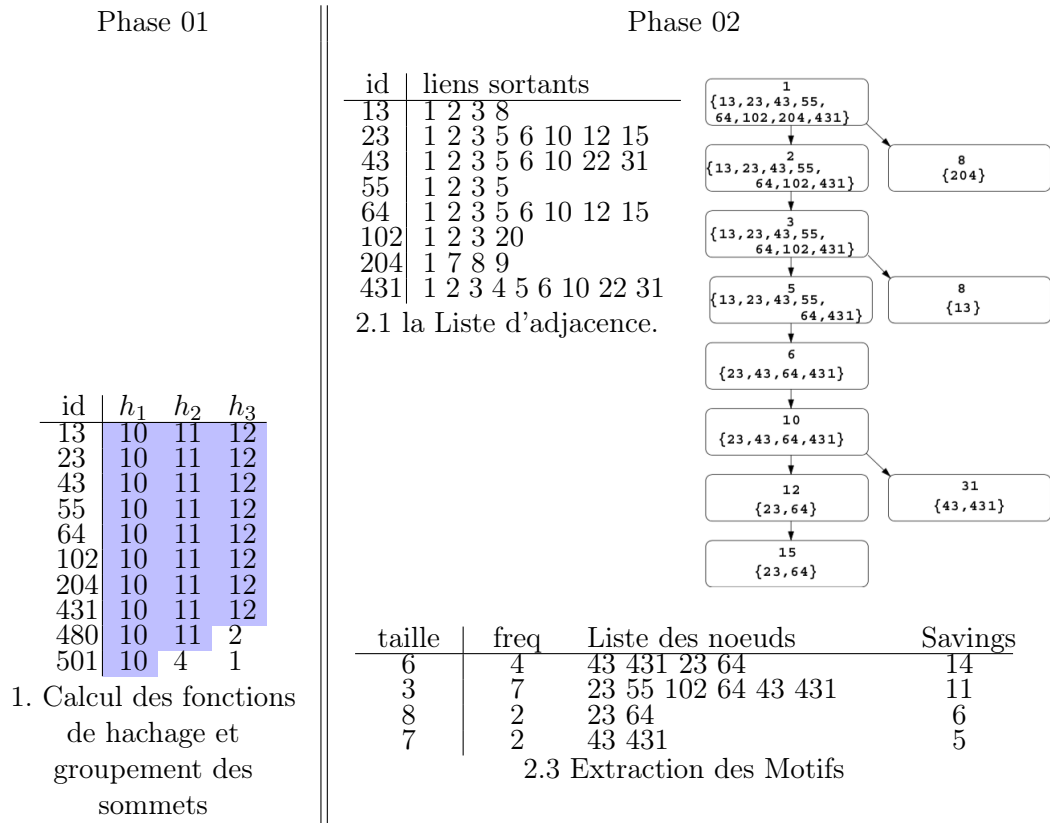 Phase 01
id h1 h2 h3
13 10 11 12
23 10 11 12
43 10 11 12
55 10 11 12
64 10 11 12
102 10 11 12
204 10 11 12
431 10 11 12
480 10 11 2
501 10 4 1
1. Calcul des fonctions
de hachage et
groupement des
sommets
Phase 02
id liens sortants
13 1 2 3 8
23 1 2 3 5 6 10 12 15
43 1 2 3 5 6 10 22 31
55 1 2 3 5
64 1 2 3 5 6 10 12 15
102 1 2 3 20
204 1 7 8 9
431 1 2 3 4 5 6 10 22 31
2.1 la Liste d'adjacence.
1
{13,23,43,55,
64,102,204,431}
2
{13,23,43,55,
64,102,431}
8
{204}
3
{13,23,43,55,
64,102,431}
5
{13,23,43,55,
64,431}
8
{13}
6
{23,43,64,431}
10
{23,43,64,431}
12
{23,64}
31
{43,431}
15
{23,64}
taille freq Liste des noeuds Savings
6 4 43 431 23 64 14
3 7 23 55 102 64 43 431 11
8 2 23 64 6
7 2 43 431 5
2.3 Extraction des Motifs